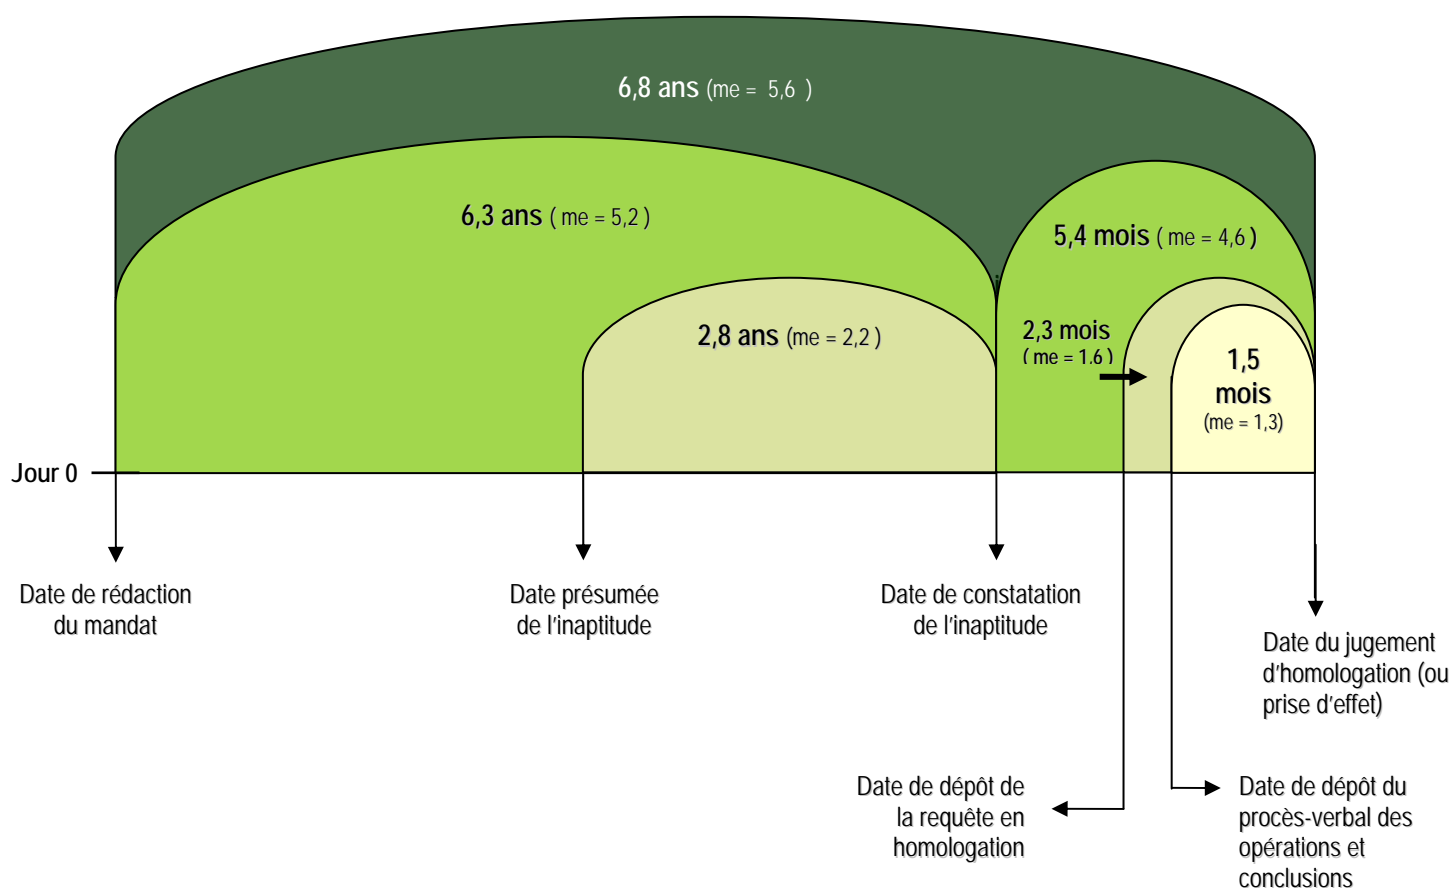 6,8 ans (me = 5,6 )
6,3 ans ( me = 5,2 )
5,4 mois ( me = 4,6 )
2,8 ans (me = 2,2 )
2,3 mois
( me = 1,6 )
1,5
mois
(me = 1,3)
Jour 0
Date de rédaction
du mandat
Date présumée
de l'inaptitude
Date de constatation
de l'inaptitude
Date du jugement
d'homologation (ou
prise d'effet)
Date de dépôt de
la requête en
homologation
Date de dépôt du
procès-verbal des
opérations et
conclusions